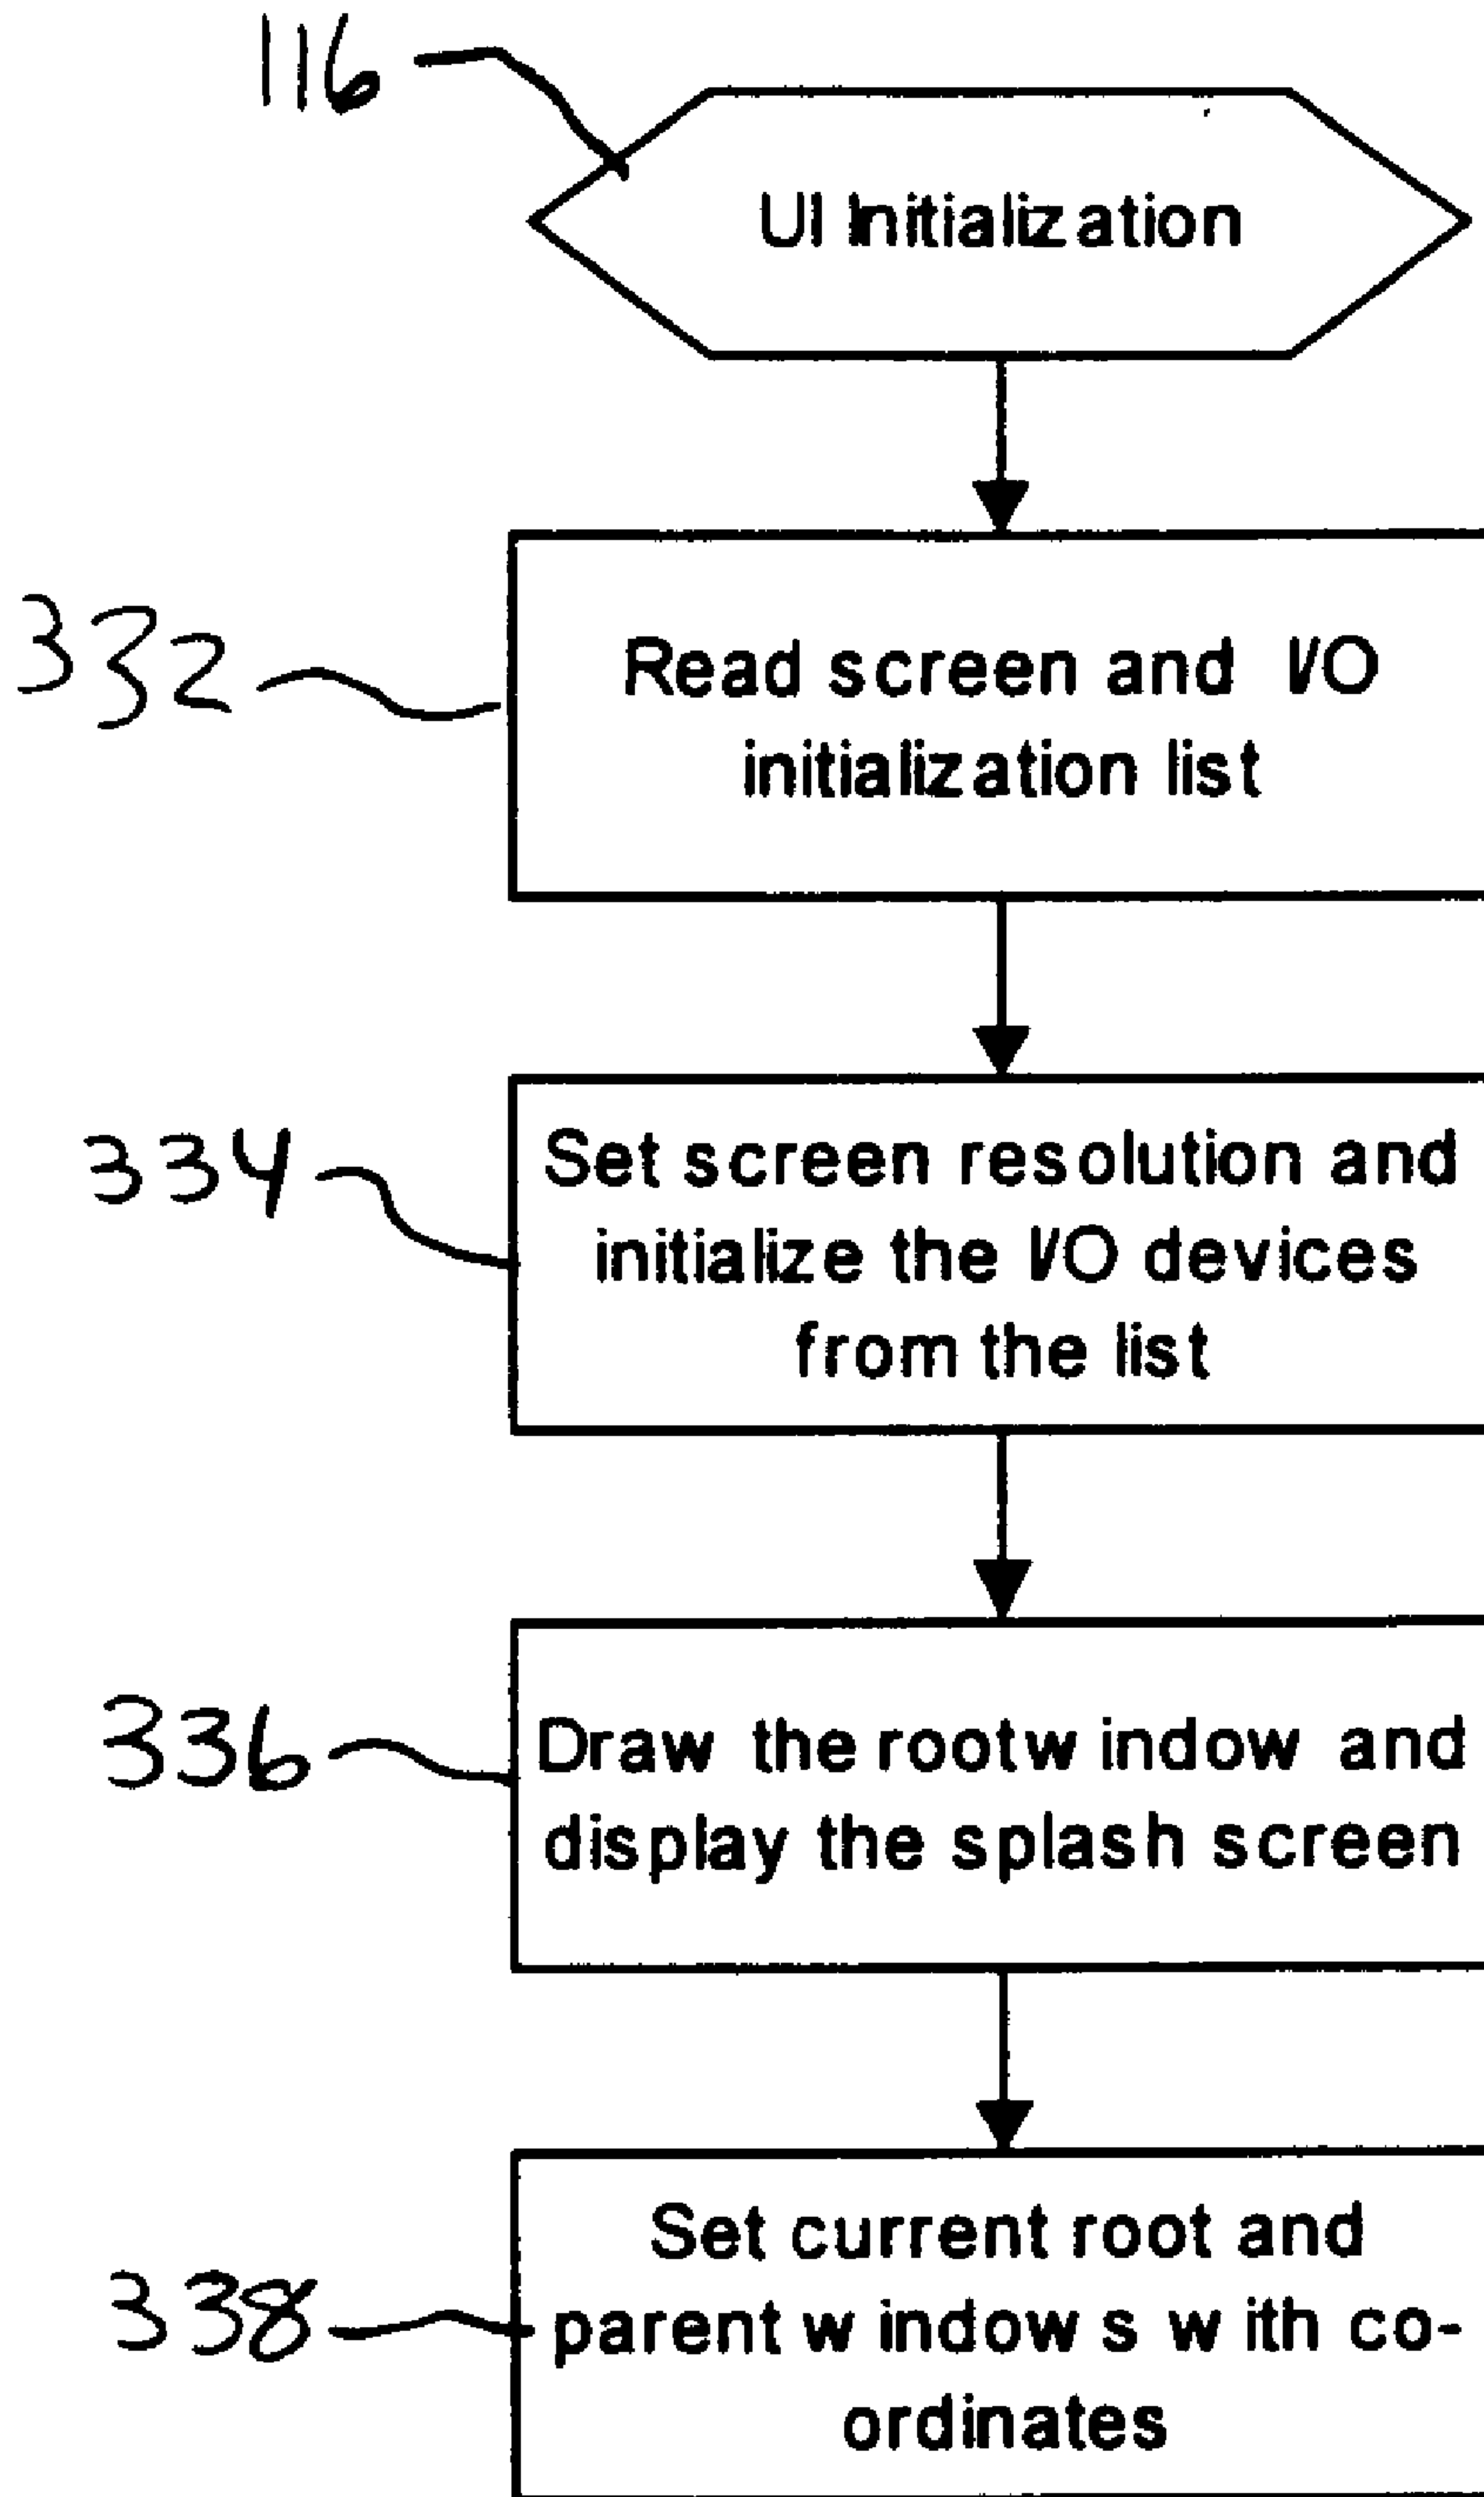 116
UI Initialization
332
Read screen and I/O
initialization list
334
Set screen resolution and
initialize the I/O devices
from the list
336
Draw the rootwindow and
display the splash screen
338
Set current root and
parent windows with co-
ordinates